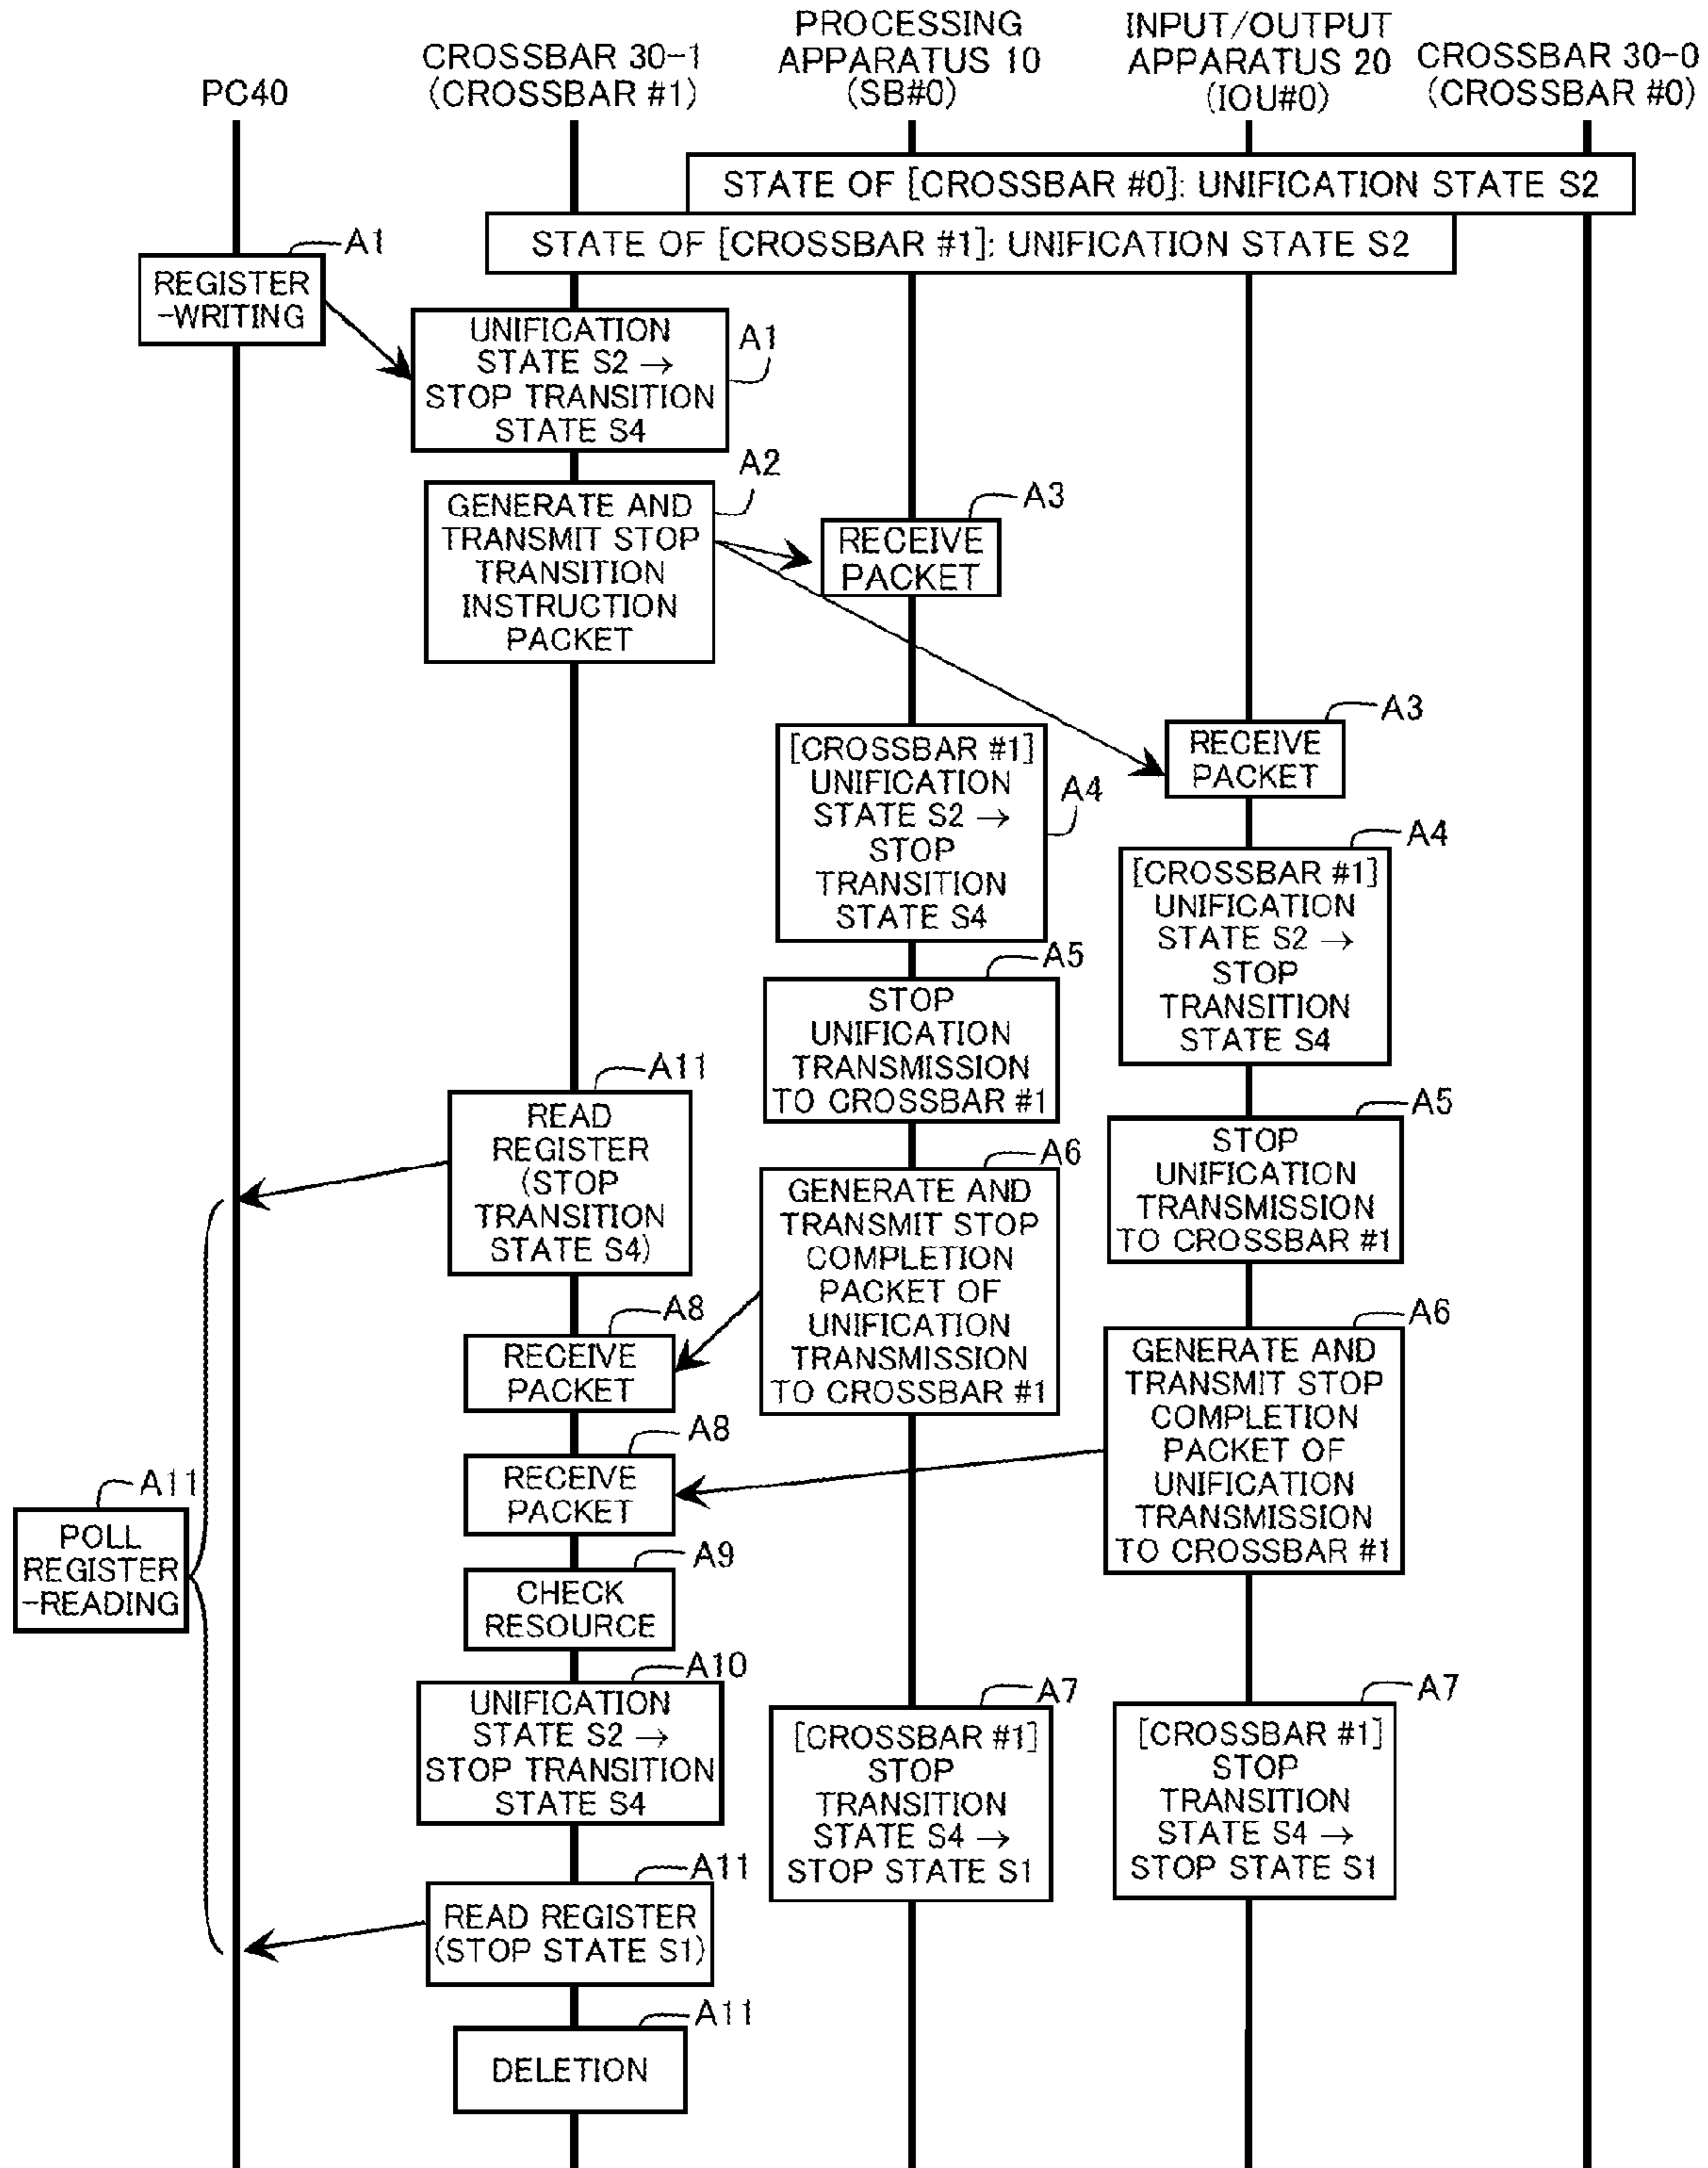 PC40
CROSSBAR 30-1
(CROSSBAR #1)
PROCESSING
APPARATUS 10
(SB#0)
INPUT/OUTPUT
APPARATUS 20
(IOU#0)
CROSSBAR 30-0
(CROSSBAR #0)
STATE OF [CROSSBAR #0]: UNIFICATION STATE S2
STATE OF [CROSSBAR #1]: UNIFICATION STATE S2
A1
REGISTER
-WRITING
A1
UNIFICATION
STATE S2 →
STOP TRANSITION
STATE S4
A2
GENERATE AND
TRANSMIT STOP
TRANSITION
INSTRUCTION
PACKET
A3
RECEIVE
PACKET
A3
RECEIVE
PACKET
A4
[CROSSBAR #1]
UNIFICATION
STATE S2 →
STOP
TRANSITION
STATE S4
A4
[CROSSBAR #1]
UNIFICATION
STATE S2 →
STOP
TRANSITION
STATE S4
A5
STOP
UNIFICATION
TRANSMISSION
TO CROSSBAR #1
A5
STOP
UNIFICATION
TRANSMISSION
TO CROSSBAR #1
A11
READ
REGISTER
(STOP
TRANSITION
STATE S4)
A6
GENERATE AND
TRANSMIT STOP
COMPLETION
PACKET OF
UNIFICATION
TRANSMISSION
TO CROSSBAR #1
A6
GENERATE AND
TRANSMIT STOP
COMPLETION
PACKET OF
UNIFICATION
TRANSMISSION
TO CROSSBAR #1
A8
RECEIVE
PACKET
A8
RECEIVE
PACKET
A11
POLL
REGISTER
-READING
A9
CHECK
RESOURCE
A10
UNIFICATION
STATE S2 →
STOP TRANSITION
STATE S4
A7
[CROSSBAR #1]
STOP
TRANSITION
STATE S4 →
STOP STATE S1
A7
[CROSSBAR #1]
STOP
TRANSITION
STATE S4 →
STOP STATE S1
A11
READ REGISTER
(STOP STATE S1)
A11
DELETION